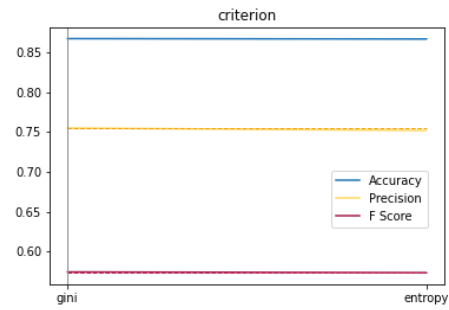 criterion
0.85
0.80
0.75
0.70
0.65
0.60
Accuracy
Precision
F Score
gini
entropy